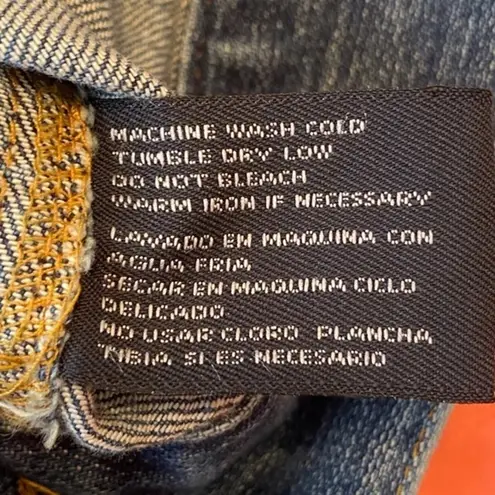 MACHINE WASH COLD
TUMBLE DRY LOW
DO NOT BLEACH
WARM IRON IF NECESSARY
LAVADO EN MAQUINA CON
AGUA FRIA
SECAR EN MAQUINA CICLO
DELICADO
NO USAR CLORO PLANCHA
TIBIA SI ES NECESARIO